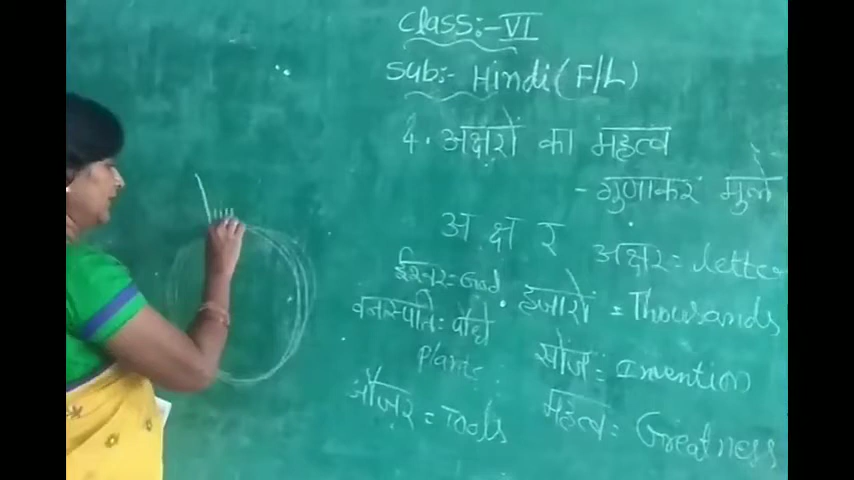 Class:- VI
Sub:- Hindi (F/L)
4. अक्षरों का महत्व
- गुणाकर मुले
अ क्ष र
अक्षर = letter
ईश्वर = God
हजारों = Thousands
वनस्पति = पौधे
plants
खोज = Invention
औज़र = Tools
महत्व = Greatness